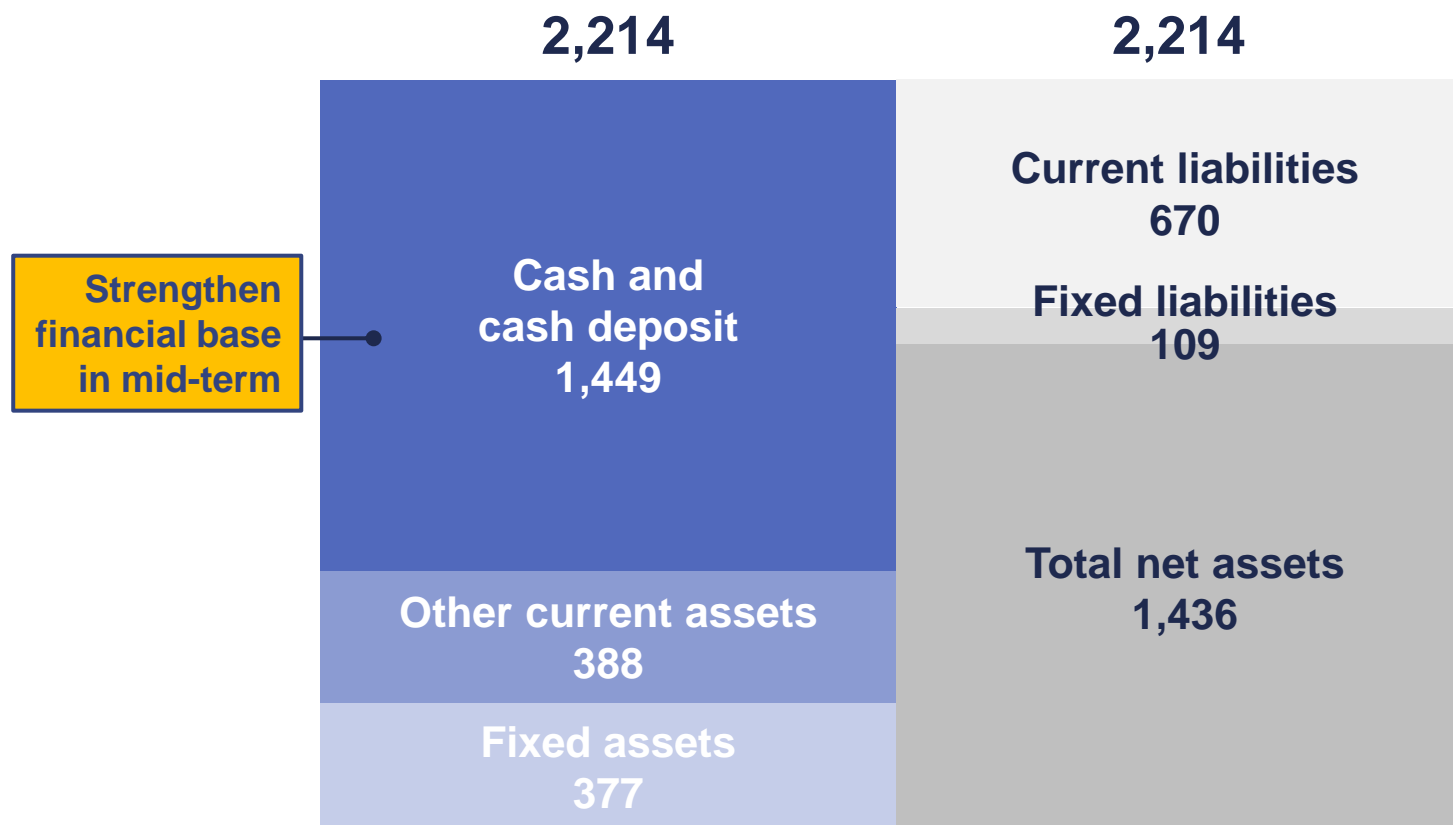 2,214
2,214
Strengthen
financial base
in mid-term
Cash and
cash deposit
1,449
Other current assets
388
Fixed assets
377
Current liabilities
670
Fixed liabilities
109
Total net assets
1,436